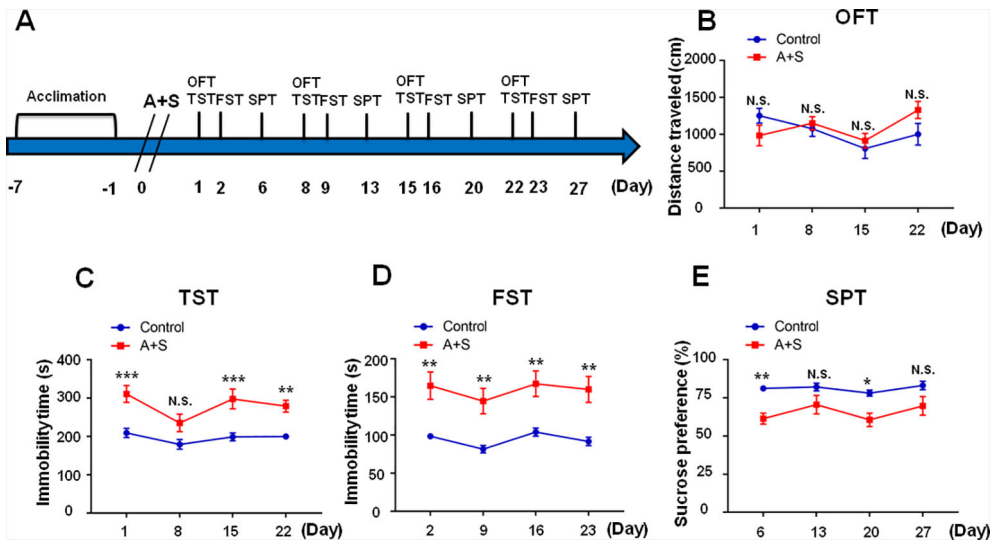 A
Acclimation
A+S
OFT
TST FST SPT
OFT
TST FST SPT
OFT
TST FST SPT
OFT
TST FST SPT
-7 -1 0 1 2 6 8 9 13 15 16 20 22 23 27 (Day)
B
OFT
Control
A+S
Distance traveled (cm)
2000
1500
1000
500
0
N.S. N.S. N.S. N.S.
1 8 15 22 (Day)
C
TST
Control
A+S
Immobility time (s)
400
300
200
100
0
*** N.S. *** **
1 8 15 22 (Day)
D
FST
Control
A+S
Immobility time (s)
200
150
100
50
0
** ** ** **
2 9 16 23 (Day)
E
SPT
Control
A+S
Sucrose preference (%)
100
75
50
25
0
** N.S. * N.S.
6 13 20 27 (Day)